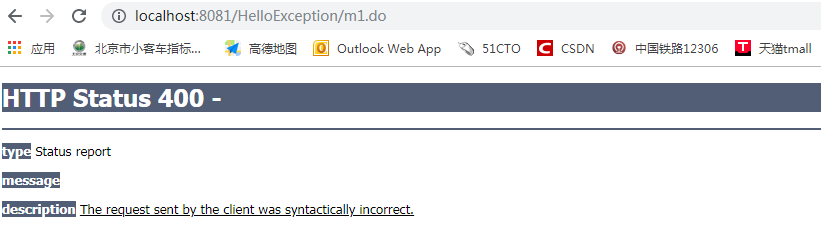 localhost:8081/HelloException/m1.do
应用 北京市小客车指标... 高德地图 Outlook Web App 51CTO CSDN 中国铁路12306 天猫tmall
HTTP Status 400 -
type Status report
message
description The request sent by the client was syntactically incorrect.